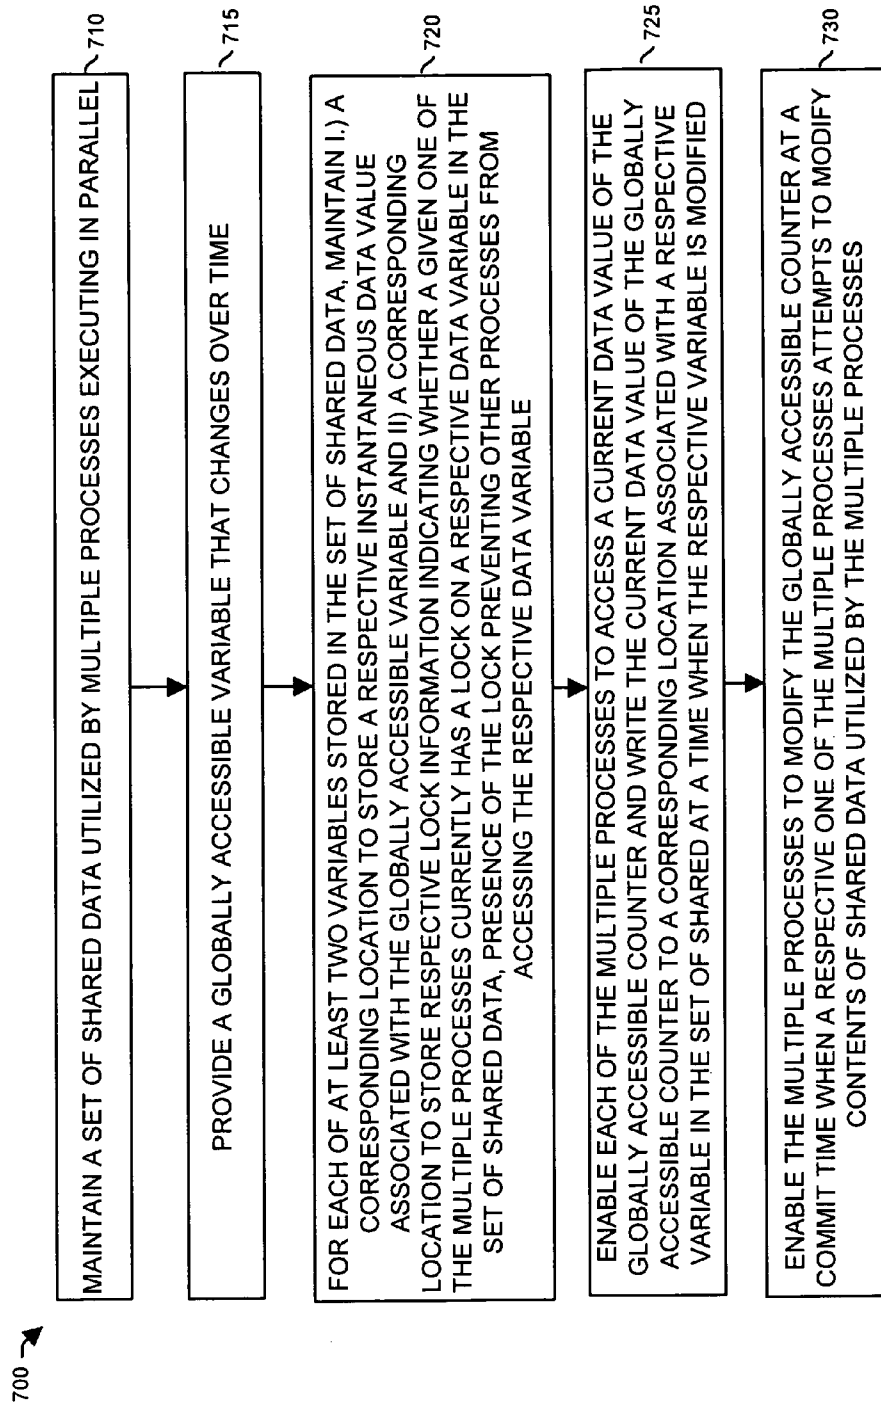 700
MAINTAIN A SET OF SHARED DATA UTILIZED BY MULTIPLE PROCESSES EXECUTING IN PARALLEL
710
PROVIDE A GLOBALLY ACCESSIBLE VARIABLE THAT CHANGES OVER TIME
715
FOR EACH OF AT LEAST TWO VARIABLES STORED IN THE SET OF SHARED DATA, MAINTAIN I.) A
CORRESPONDING LOCATION TO STORE A RESPECTIVE INSTANTANEOUS DATA VALUE
ASSOCIATED WITH THE GLOBALLY ACCESSIBLE VARIABLE AND II) A CORRESPONDING
LOCATION TO STORE RESPECTIVE LOCK INFORMATION INDICATING WHETHER A GIVEN ONE OF
THE MULTIPLE PROCESSES CURRENTLY HAS A LOCK ON A RESPECTIVE DATA VARIABLE IN THE
SET OF SHARED DATA, PRESENCE OF THE LOCK PREVENTING OTHER PROCESSES FROM
ACCESSING THE RESPECTIVE DATA VARIABLE
720
ENABLE EACH OF THE MULTIPLE PROCESSES TO ACCESS A CURRENT DATA VALUE OF THE
GLOBALLY ACCESSIBLE COUNTER AND WRITE THE CURRENT DATA VALUE OF THE GLOBALLY
ACCESSIBLE COUNTER TO A CORRESPONDING LOCATION ASSOCIATED WITH A RESPECTIVE
VARIABLE IN THE SET OF SHARED AT A TIME WHEN THE RESPECTIVE VARIABLE IS MODIFIED
725
ENABLE THE MULTIPLE PROCESSES TO MODIFY THE GLOBALLY ACCESSIBLE COUNTER AT A
COMMIT TIME WHEN A RESPECTIVE ONE OF THE MULTIPLE PROCESSES ATTEMPTS TO MODIFY
CONTENTS OF SHARED DATA UTILIZED BY THE MULTIPLE PROCESSES
730